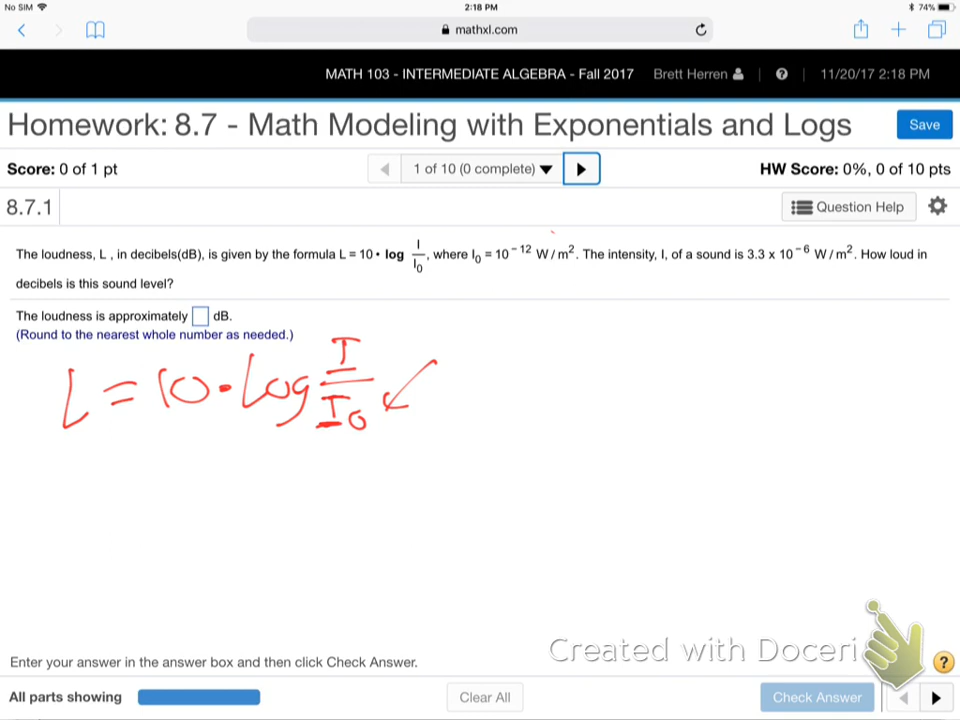 No SIM 2:18 PM 74%
mathxl.com
MATH 103 - INTERMEDIATE ALGEBRA - Fall 2017 Brett Herren ? 11/20/17 2:18 PM
Homework: 8.7 - Math Modeling with Exponentials and Logs Save
Score: 0 of 1 pt 1 of 10 (0 complete) HW Score: 0%, 0 of 10 pts
8.7.1 Question Help
The loudness, L , in decibels(dB), is given by the formula L = 10 • log I/I₀, where I₀ = 10⁻¹² W / m². The intensity, I, of a sound is 3.3 x 10⁻⁶ W / m². How loud in
decibels is this sound level?
The loudness is approximately dB.
(Round to the nearest whole number as needed.)
L = 10 • log I/I₀
Created with Doceri
Enter your answer in the answer box and then click Check Answer. ?
All parts showing Clear All Check Answer